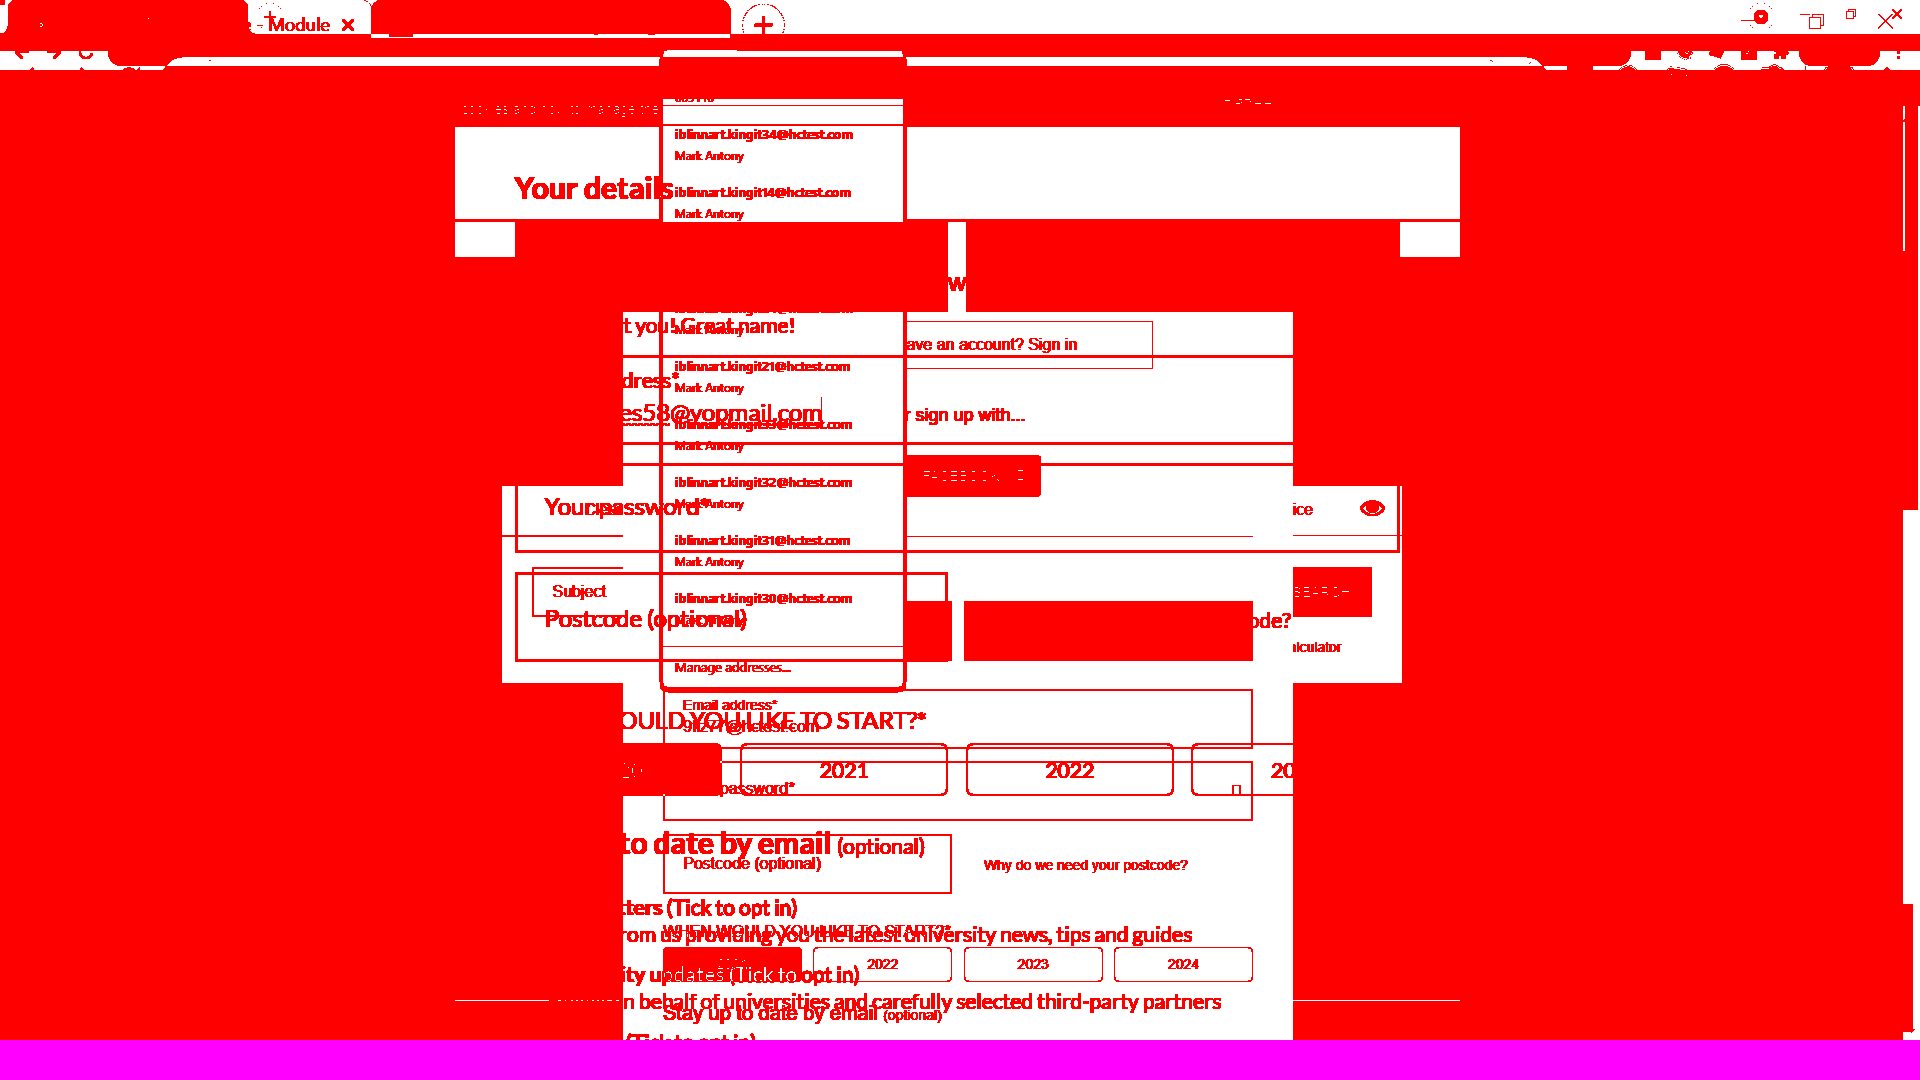 - Module
iblinnart.kingit34@hctest.com
Mark Antony
Your details
iblinnart.kingit14@hctest.com
Mark Antony
w
t you! Great name!
ave an account? Sign in
iblinnart.kingit21@hctest.com
dress*
Mark Antony
es58@yopmail.com
r sign up with...
Mark Antony
iblinnart.kingit32@hctest.com
Mark Antony
Your password*
ice
iblinnart.kingit31@hctest.com
Mark Antony
Subject
SEARCH
iblinnart.kingit30@hctest.com
Postcode (optional)
ode?
alculator
Manage addresses...
Email address*
OULD YOU LIKE TO START?*
2021
2022
20
password*
to date by email (optional)
Postcode (optional)
Why do we need your postcode?
tters (Tick to opt in)
WHEN WOULD YOU LIKE TO START?*
rom us providing you the latest University news, tips and guides
2022
2023
2024
ity updates (Tick to opt in)
n behalf of universities and carefully selected third-party partners
Stay up to date by email (optional)
(Tick to opt in)